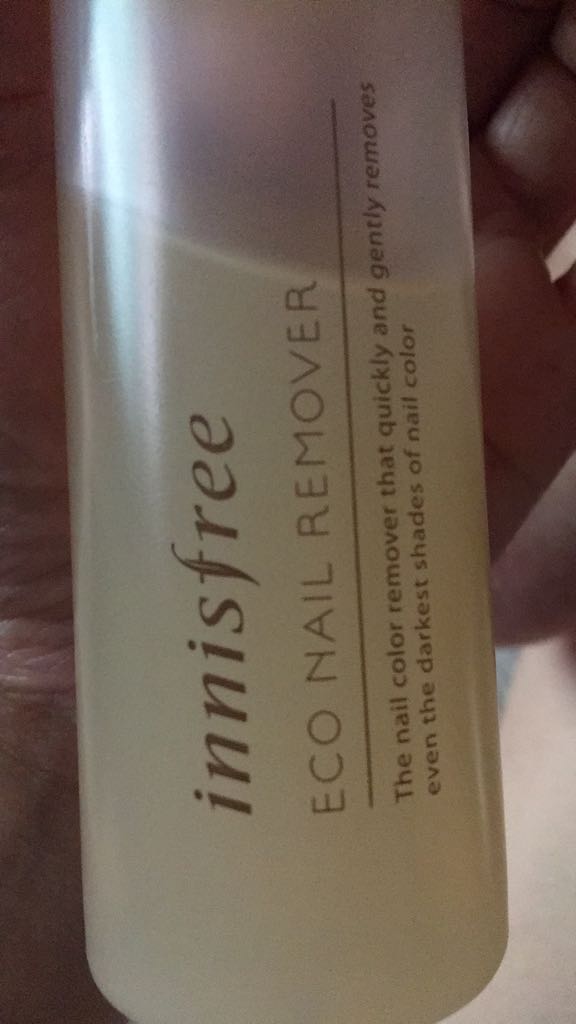 innisfree
ECO NAIL REMOVER
The nail color remover that quickly and gently removes
even the darkest shades of nail color